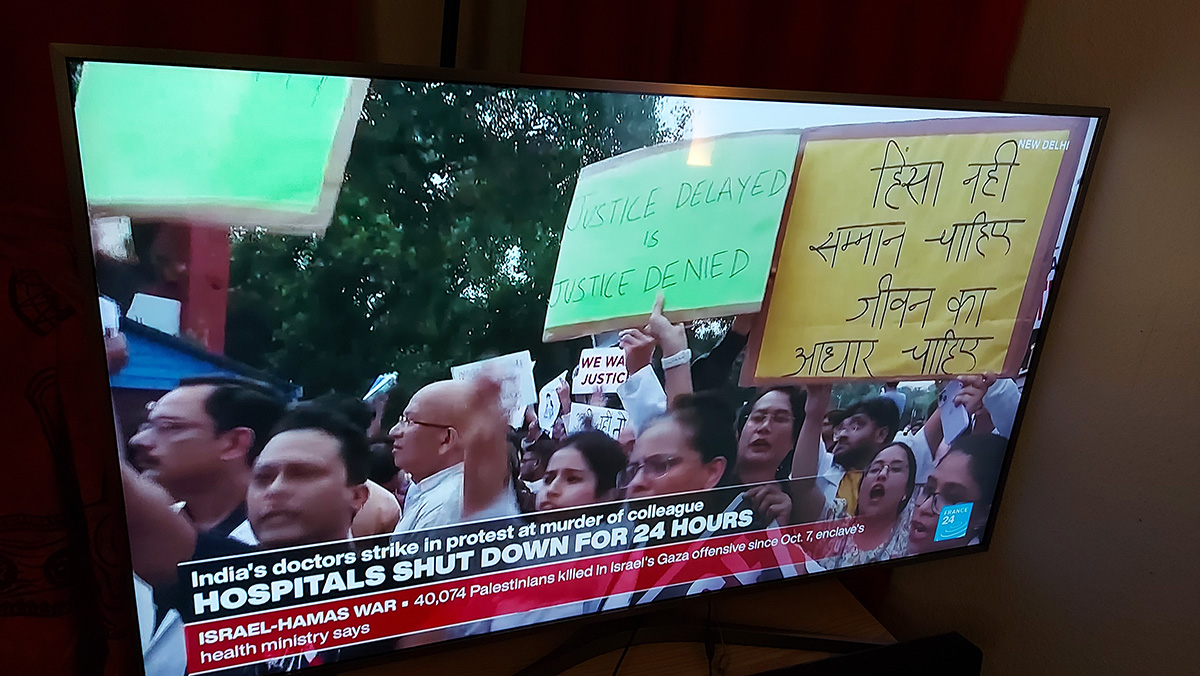 NEW DELHI
JUSTICE DELAYED
IS
JUSTICE DENIED
हिंसा नही
सम्मान चाहिए
जीवन का
आधार चाहिए
WE WA
JUSTIC
FRANCE
24
India's doctors strike in protest at murder of colleague
HOSPITALS SHUT DOWN FOR 24 HOURS
ISRAEL-HAMAS WAR ▪ 40,074 Palestinians killed in Israel's Gaza offensive since Oct. 7, enclave's
health ministry says